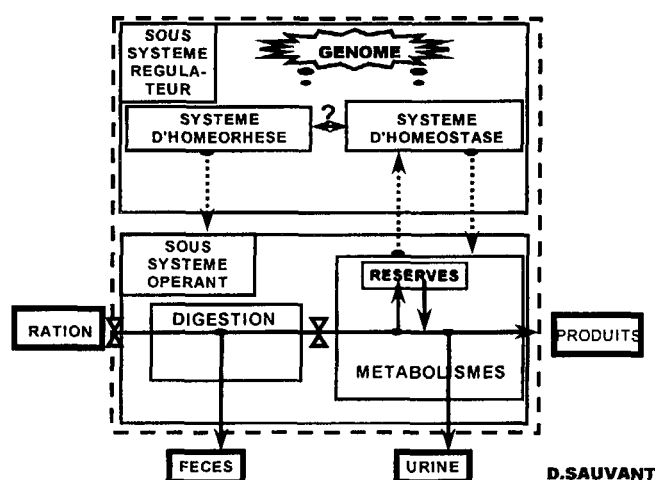 SOUS
SYSTEME
REGULA-
TEUR
GENOME
SYSTEME
D'HOMEORHESE
?
SYSTEME
D'HOMEOSTASE
SOUS
SYSTEME
OPERANT
RESERVES
RATION
DIGESTION
METABOLISMES
PRODUITS
FECES
URINE
D.SAUVANT